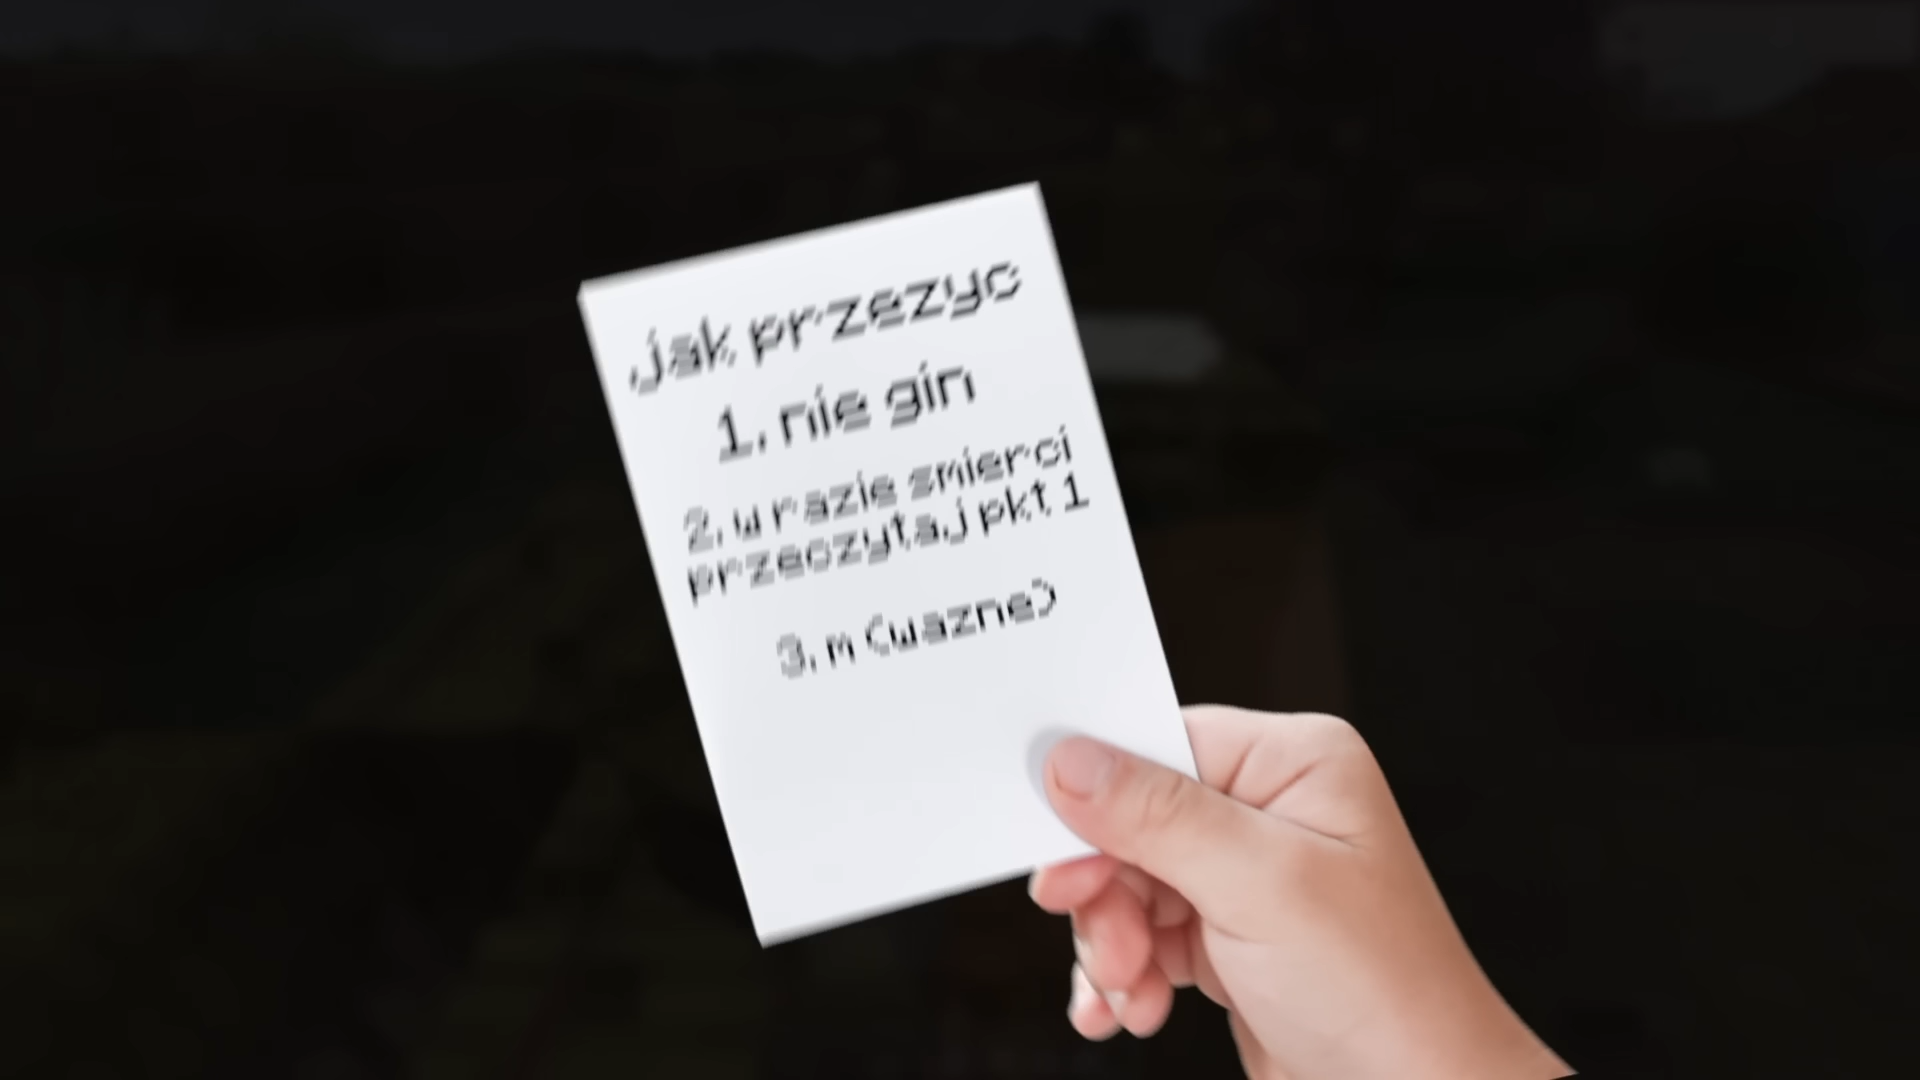 jak przezyc
1. nie gin
2. w razie smierci
przeczytaj pkt 1
3. m (wazne)